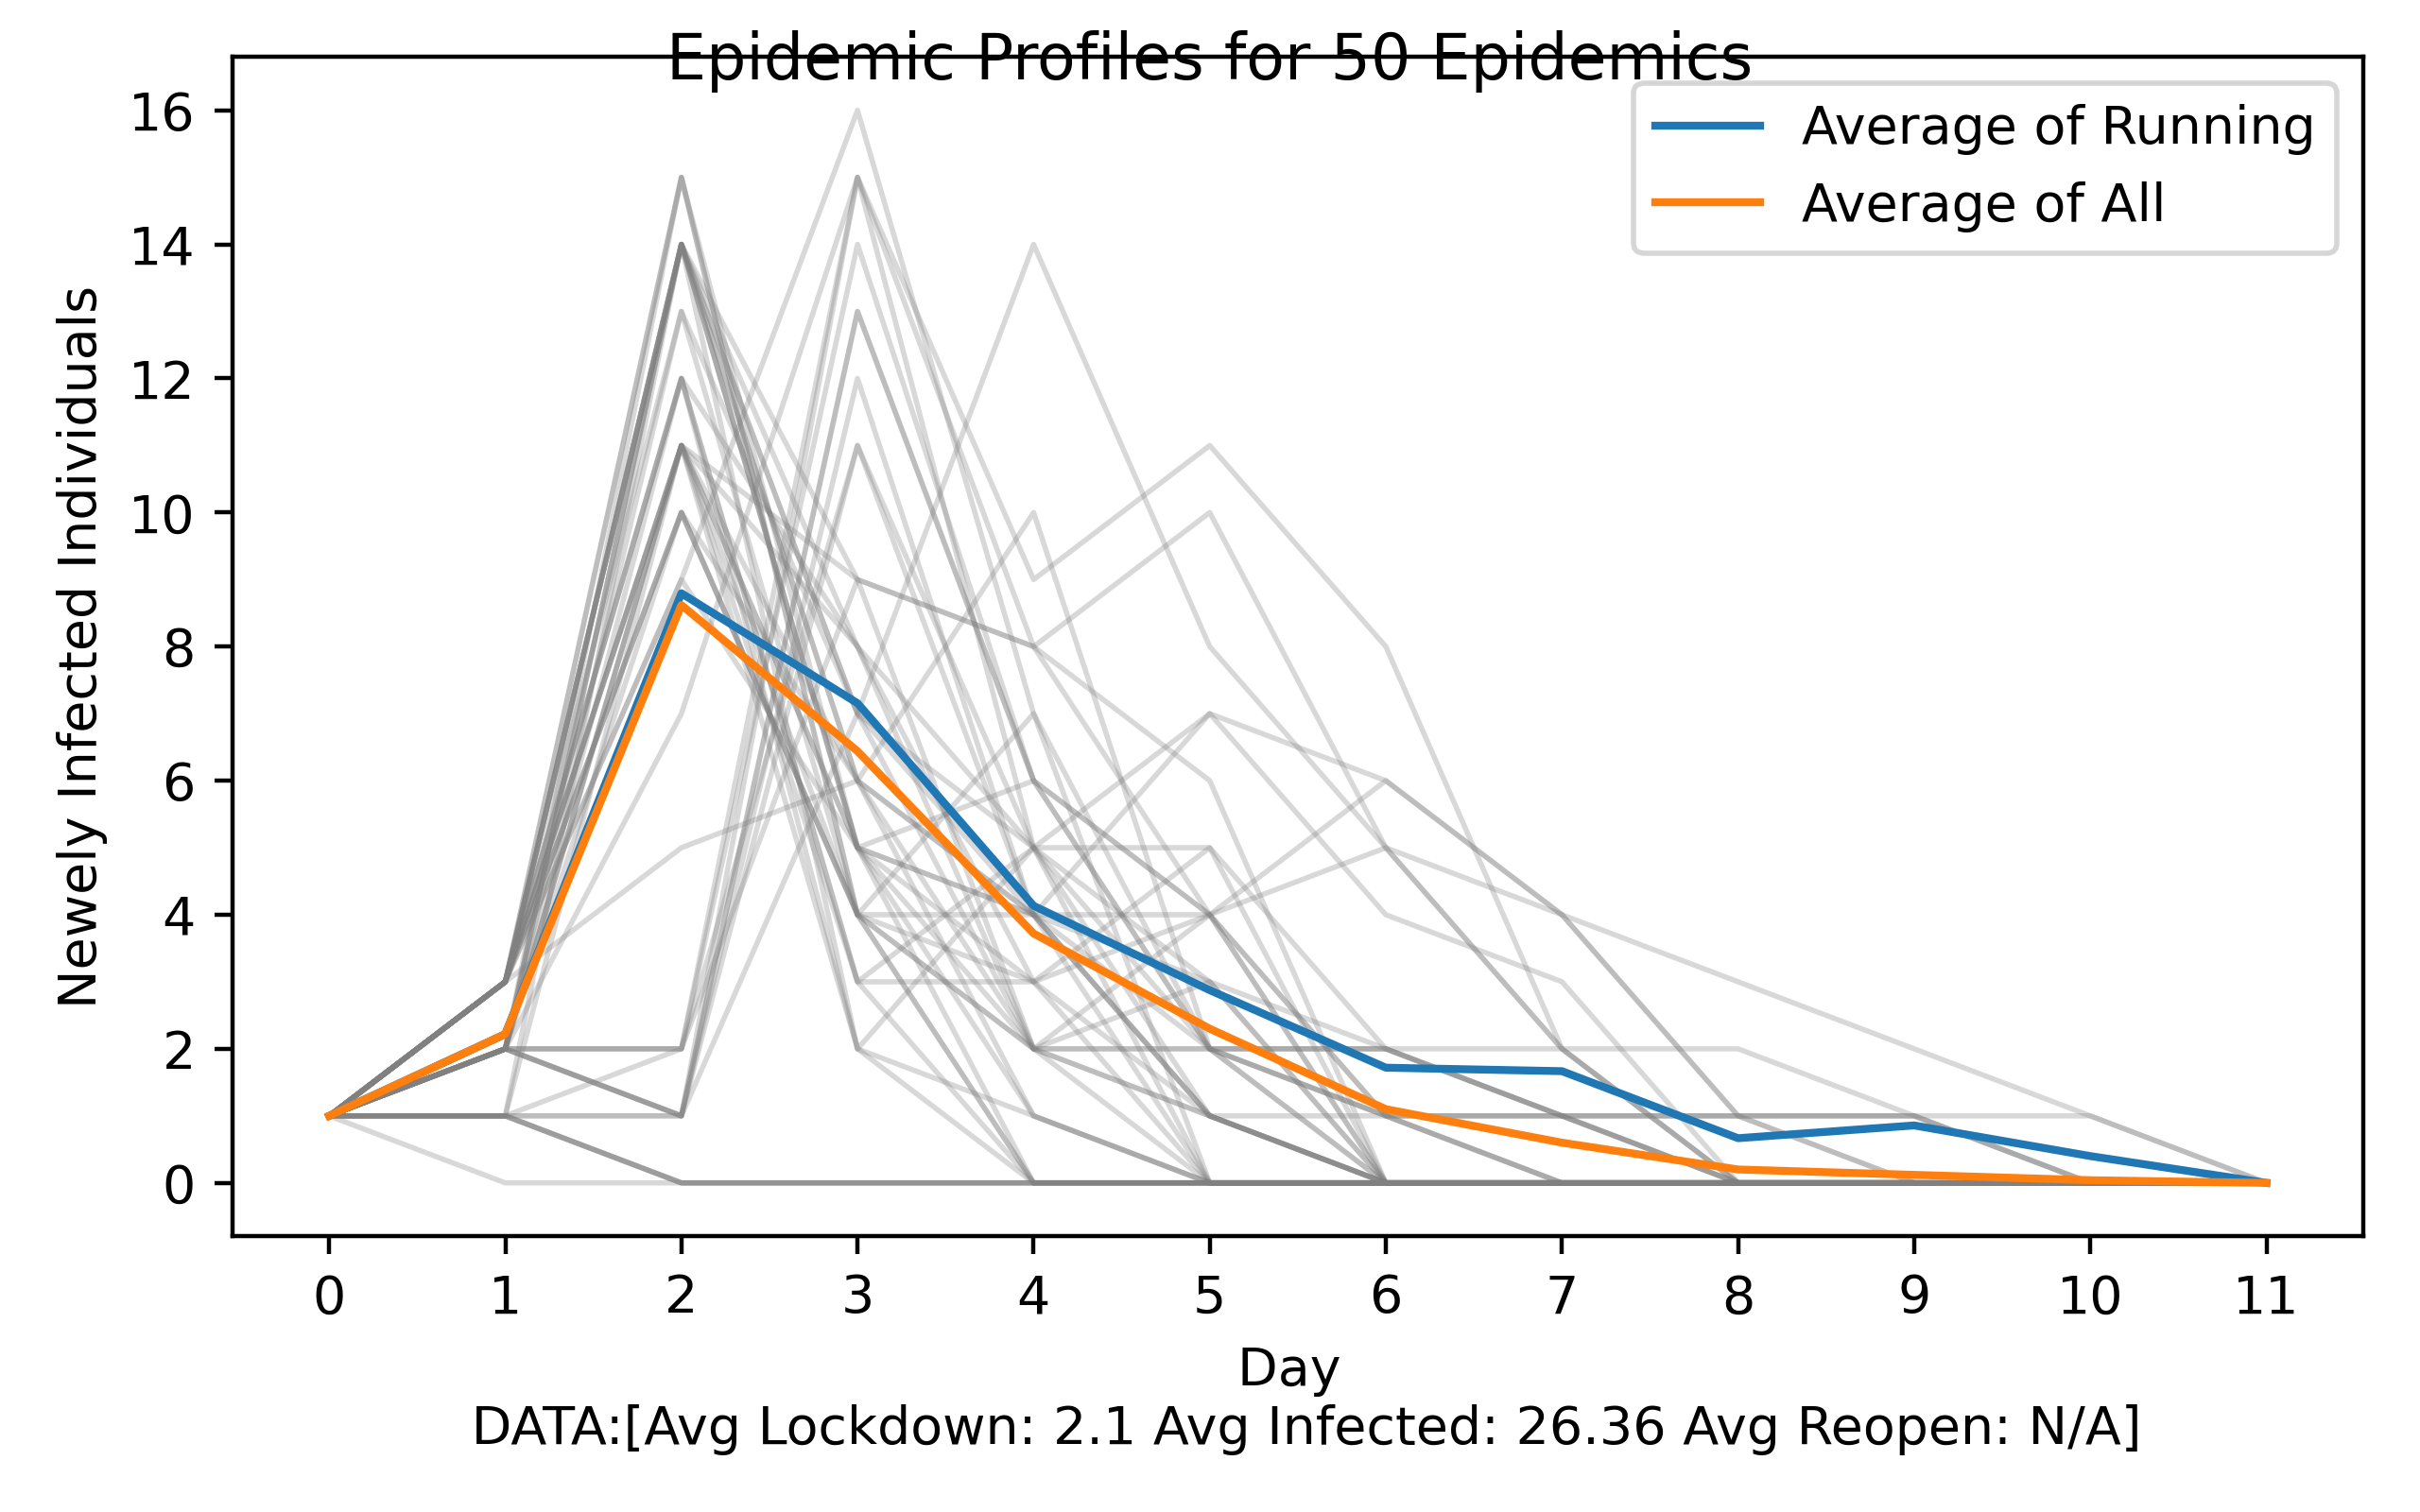 Epidemic Profiles for 50 Epidemics
Average of Running
Average of All
Newely Infected Individuals
16
14
12
10
8
6
4
2
0
0 1 2 3 4 5 6 7 8 9 10 11
Day
DATA:[Avg Lockdown: 2.1 Avg Infected: 26.36 Avg Reopen: N/A]